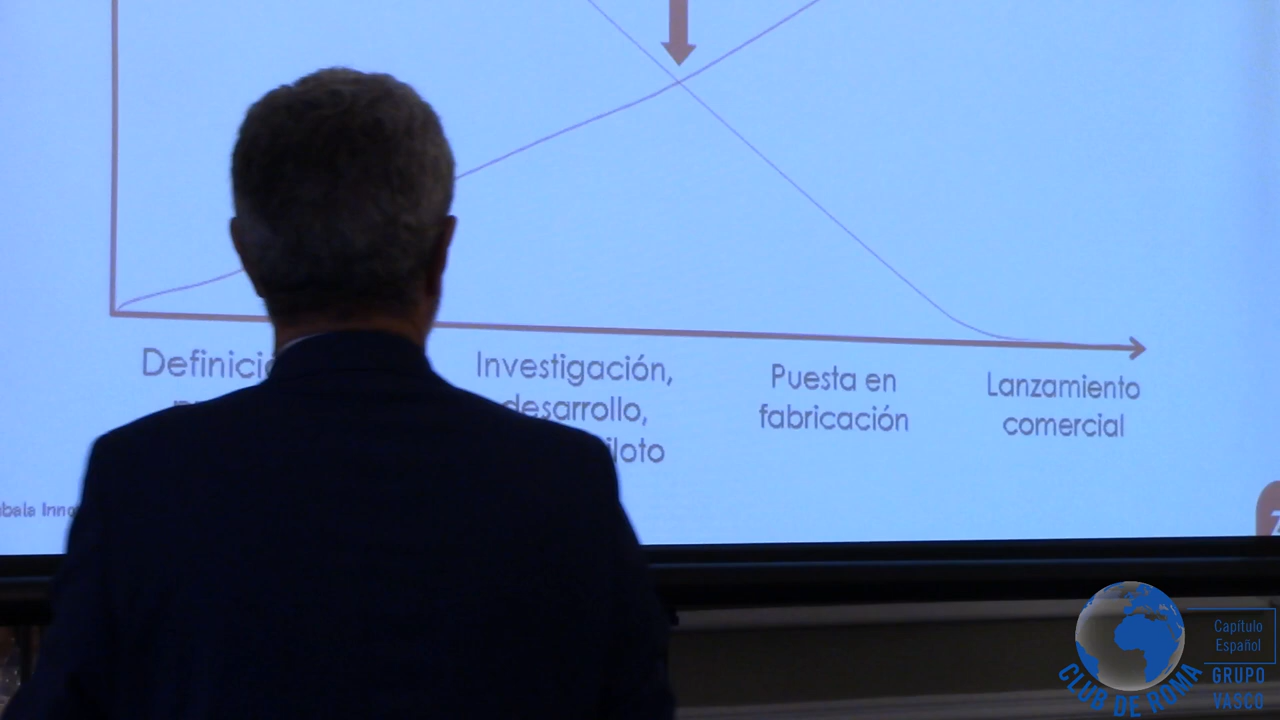 Investigación,
desarrollo,
Puesta en
fabricación
Lanzamiento
comercial
Capítulo
Español
CLUB DE ROMA
GRUPO
VASCO